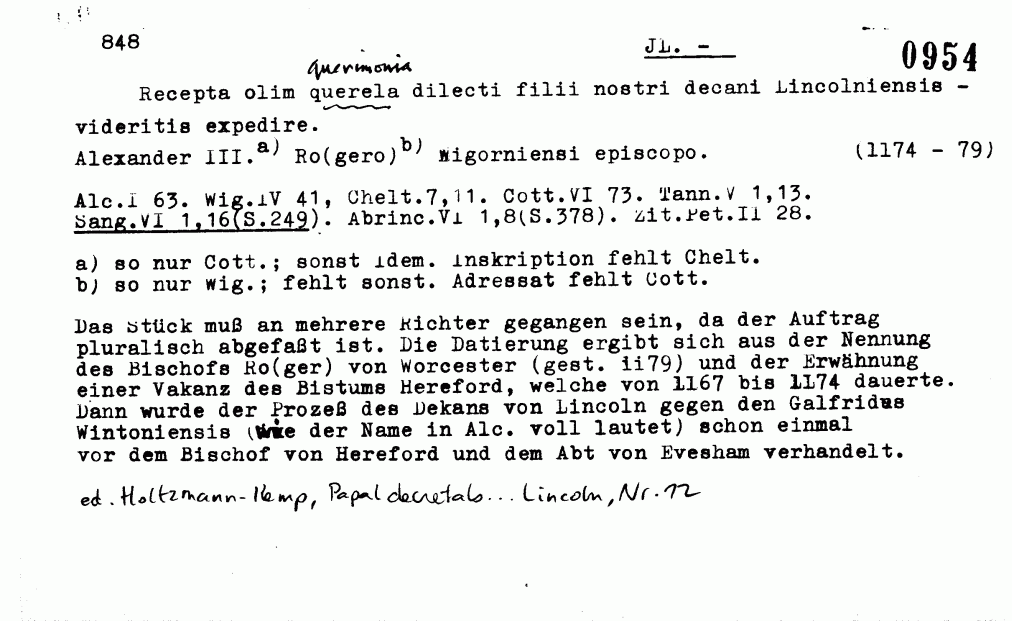 848 JL. - 0954
querimonia
Recepta olim querela dilecti filii nostri decani Lincolniensis -
videritis expedire.
Alexander III.a) Ro(gero)b) Wigorniensi episcopo. (1174 - 79)
Alc.I 63. Wig.IV 41, Chelt.7,11. Cott.VI 73. Tann.V 1,13.
Sang.VI 1,16(S.249). Abrinc.VI 1,8(S.378). Zit.Pet.II 28.
a) so nur Cott.; sonst Idem. Inskription fehlt Chelt.
b) so nur Wig.; fehlt sonst. Adressat fehlt Cott.
Das Stück muß an mehrere Richter gegangen sein, da der Auftrag
pluralisch abgefaßt ist. Die Datierung ergibt sich aus der Nennung
des Bischofs Ro(ger) von Worcester (gest. 1179) und der Erwähnung
einer Vakanz des Bistums Hereford, welche von 1167 bis 1174 dauerte.
Dann wurde der Prozeß des Dekans von Lincoln gegen den Galfridus
Wintoniensis (wie der Name in Alc. voll lautet) schon einmal
vor dem Bischof von Hereford und dem Abt von Evesham verhandelt.
ed. Holtzmann-Kemp, Papal decretals... Lincoln, Nr. 12